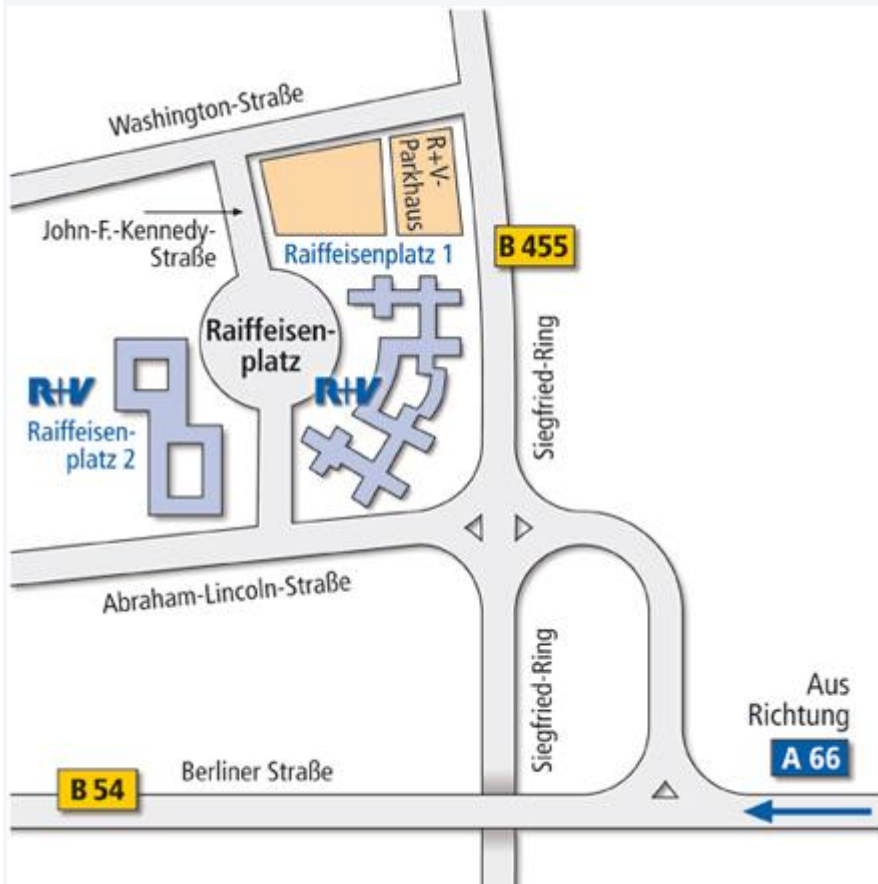 Washington-Straße
R+V-
Parkhaus
John-F.-Kennedy-
Straße
Raiffeisenplatz 1
B 455
Raiffeisen-
platz
Siegfried-Ring
R+V
R+V
Raiffeisen-
platz 2
Abraham-Lincoln-Straße
Siegfried-Ring
Aus
Richtung
A 66
Berliner Straße
B 54